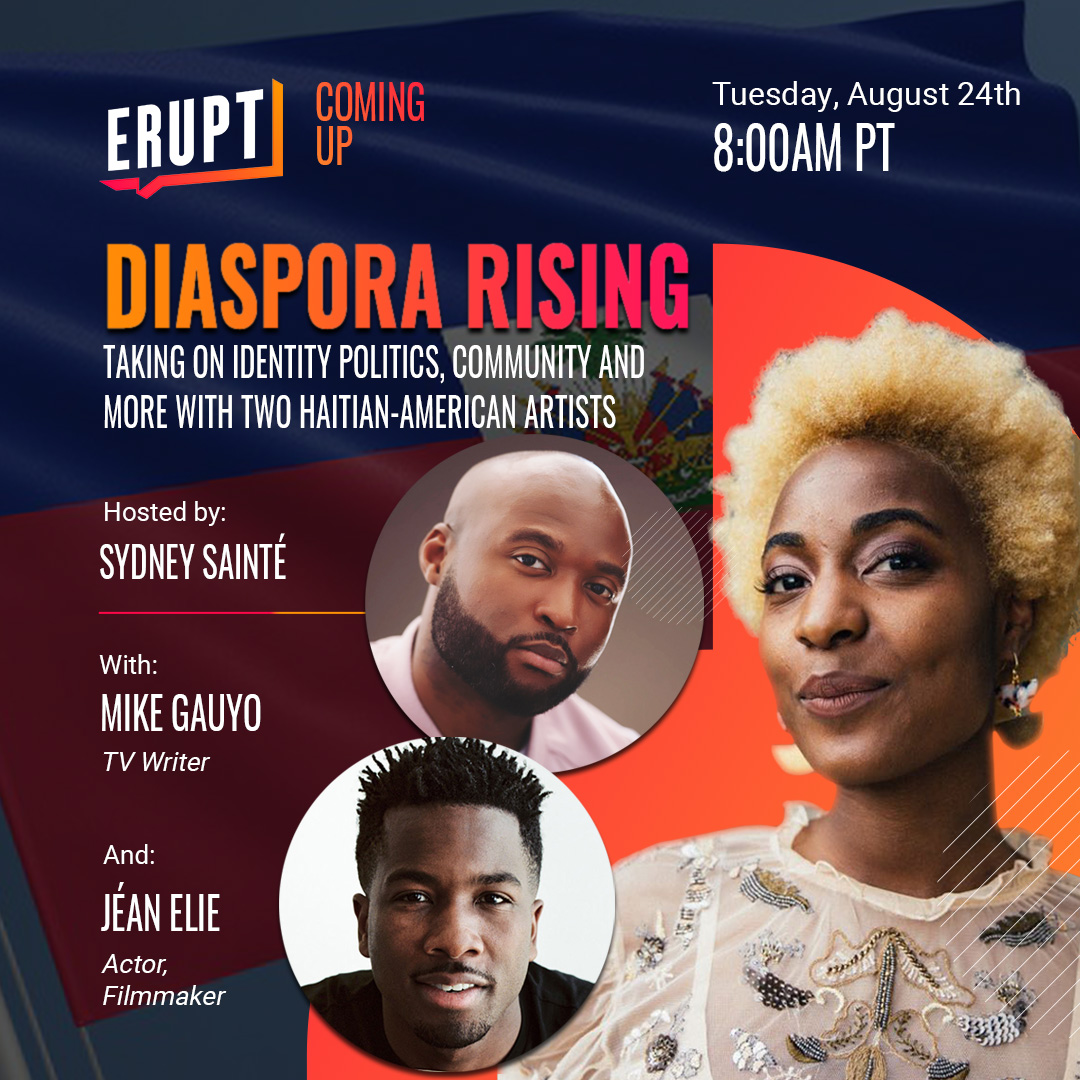 ERUPT
COMING
UP
Tuesday, August 24th
8:00AM PT
DIASPORA RISING
TAKING ON IDENTITY POLITICS, COMMUNITY AND
MORE WITH TWO HAITIAN-AMERICAN ARTISTS
Hosted by:
SYDNEY SAINTÉ
With:
MIKE GAUYO
TV Writer
And:
JÉAN ELIE
Actor,
Filmmaker